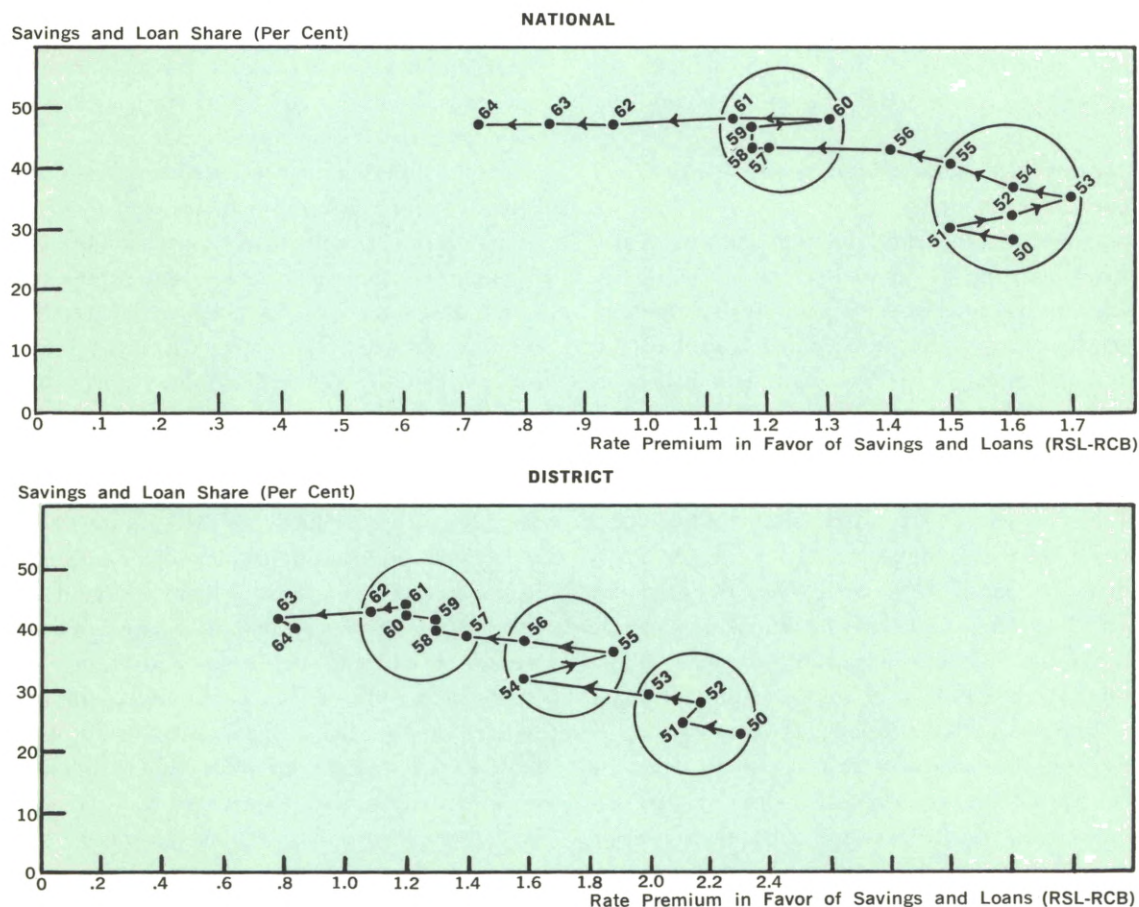 NATIONAL
Savings and Loan Share (Per Cent)
50
40
30
20
10
0
64 63 62 61 60
59
58 57
56
55
54
53
52
51
50
0 .1 .2 .3 .4 .5 .6 .7 .8 .9 1.0 1.1 1.2 1.3 1.4 1.5 1.6 1.7
Rate Premium in Favor of Savings and Loans (RSL-RCB)
DISTRICT
Savings and Loan Share (Per Cent)
50
40
30
20
10
0
63 62 61
64 60 59
58 57
56
55
54
53
52
51
50
0 .2 .4 .6 .8 1.0 1.2 1.4 1.6 1.8 2.0 2.2 2.4
Rate Premium in Favor of Savings and Loans (RSL-RCB)